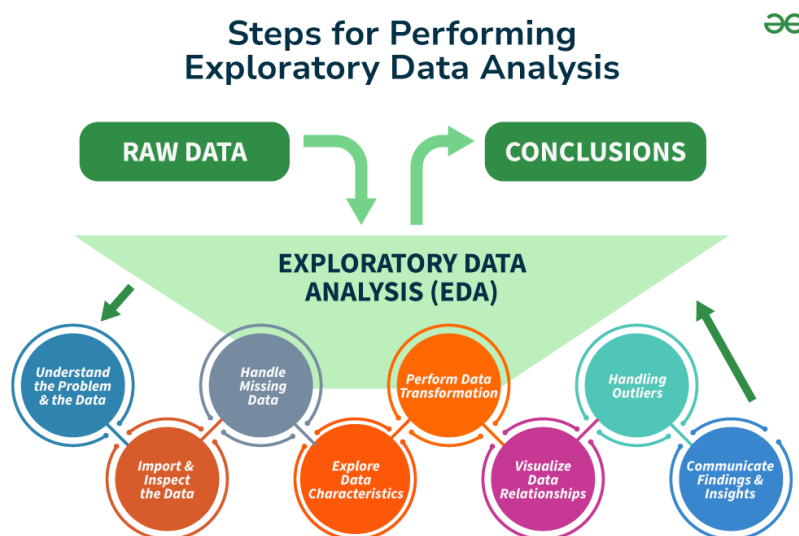 Steps for Performing
Exploratory Data Analysis
RAW DATA
CONCLUSIONS
EXPLORATORY DATA
ANALYSIS (EDA)
Understand
the Problem
& the Data
Import &
Inspect
the Data
Handle
Missing
Data
Explore
Data
Characteristics
Perform Data
Transformation
Visualize
Data
Relationships
Handling
Outliers
Communicate
Findings &
Insights